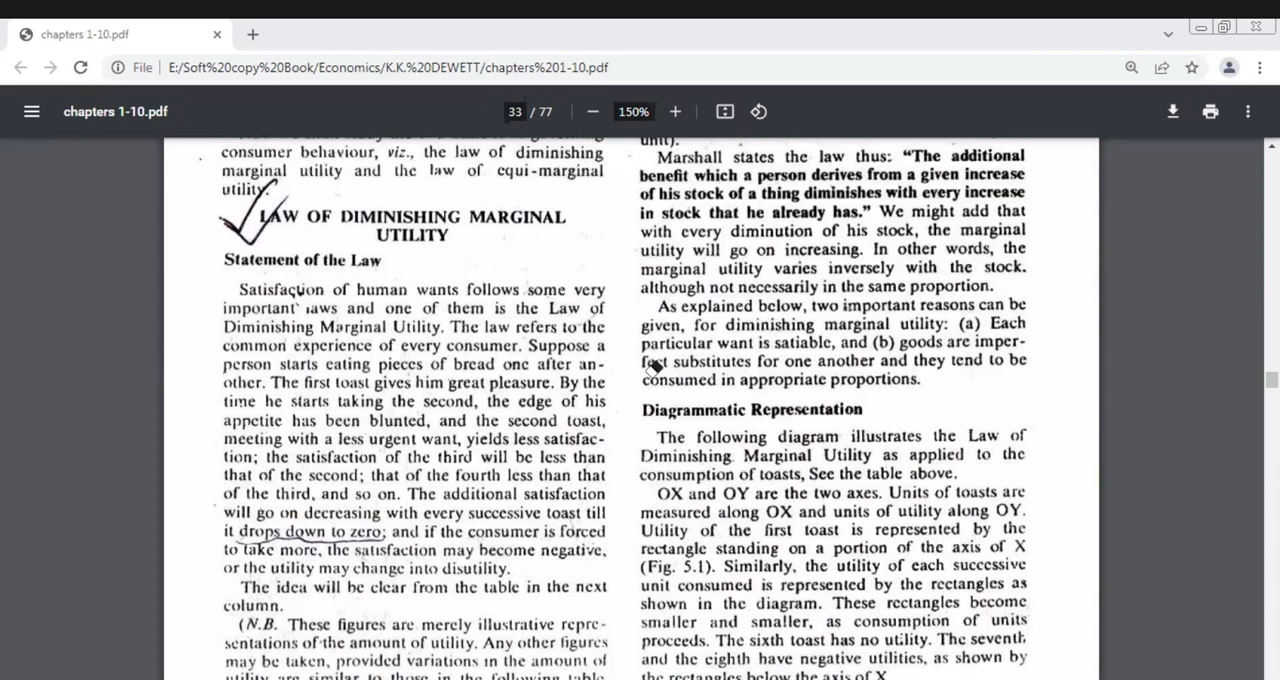 chapters 1-10.pdf
File
E:/Soft%20copy%20Book/Economics/K.K.%20DEWETT/chapters%201-10.pdf
chapters 1-10.pdf
33 / 77
150%
consumer behaviour, viz., the law of diminishing
marginal utility and the law of equi-marginal
utility.
LAW OF DIMINISHING MARGINAL
UTILITY
Statement of the Law
Satisfaction of human wants follows some very
important laws and one of them is the Law of
Diminishing Marginal Utility. The law refers to the
common experience of every consumer. Suppose a
person starts eating pieces of bread one after an-
other. The first toast gives him great pleasure. By the
time he starts taking the second, the edge of his
appetite has been blunted, and the second toast,
meeting with a less urgent want, yields less satisfac-
tion; the satisfaction of the third will be less than
that of the second; that of the fourth less than that
of the third, and so on. The additional satisfaction
will go on decreasing with every successive toast till
it drops down to zero; and if the consumer is forced
to take more, the satisfaction may become negative,
or the utility may change into disutility.
The idea will be clear from the table in the next
column.
(N.B. These figures are merely illustrative repre-
sentations of the amount of utility. Any other figures
may be taken, provided variations in the amount of
utility are similar to those in the following table
unit).
Marshall states the law thus: “The additional
benefit which a person derives from a given increase
of his stock of a thing diminishes with every increase
in stock that he already has.” We might add that
with every diminution of his stock, the marginal
utility will go on increasing. In other words, the
marginal utility varies inversely with the stock.
although not necessarily in the same proportion.
As explained below, two important reasons can be
given, for diminishing marginal utility: (a) Each
particular want is satiable, and (b) goods are imper-
fect substitutes for one another and they tend to be
consumed in appropriate proportions.
Diagrammatic Representation
The following diagram illustrates the Law of
Diminishing. Marginal Utility as applied to the
consumption of toasts, See the table above.
OX and OY are the two axes. Units of toasts are
measured along OX and units of utility along OY.
Utility of the first toast is represented by the
rectangle standing on a portion of the axis of X
(Fig. 5.1). Similarly, the utility of each successive
unit consumed is represented by the rectangles as
shown in the diagram. These rectangles become
smaller and smaller, as consumption of units
proceeds. The sixth toast has no utility. The seventh
and the eighth have negative utilities, as shown by
the rectangles below the axis of X.